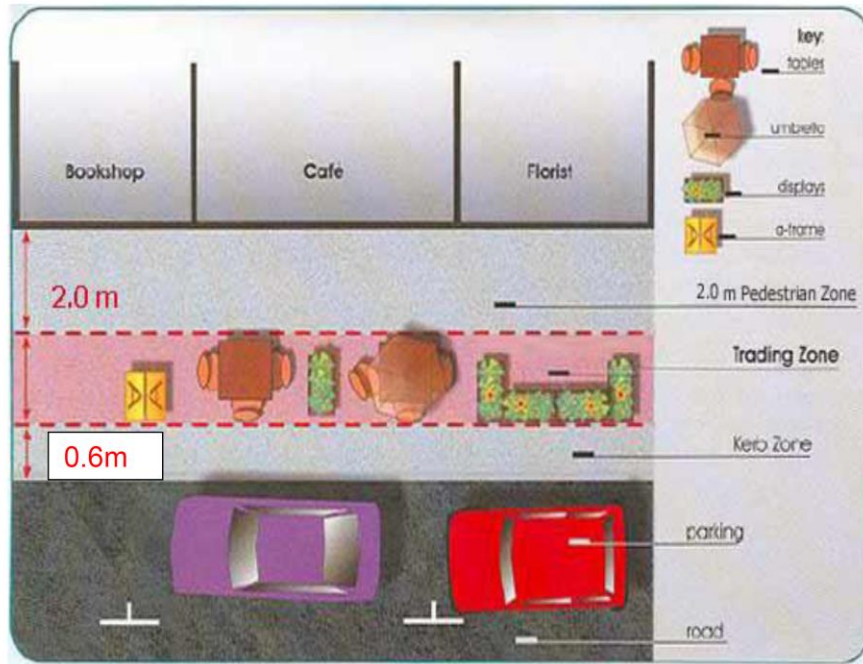 key:
tables
umbrella
displays
a-frame
Bookshop
Café
Florist
2.0 m
2.0 m Pedestrian Zone
Trading Zone
0.6m
Kerb Zone
parking
road